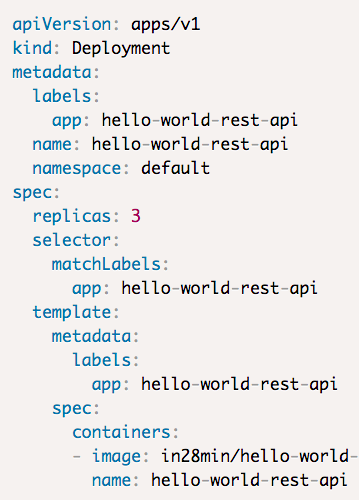 apiVersion: apps/v1
kind: Deployment
metadata:
  labels:
    app: hello-world-rest-api
  name: hello-world-rest-api
  namespace: default
spec:
  replicas: 3
  selector:
    matchLabels:
      app: hello-world-rest-api
  template:
    metadata:
      labels:
        app: hello-world-rest-api
    spec:
      containers:
      - image: in28min/hello-world-
        name: hello-world-rest-api